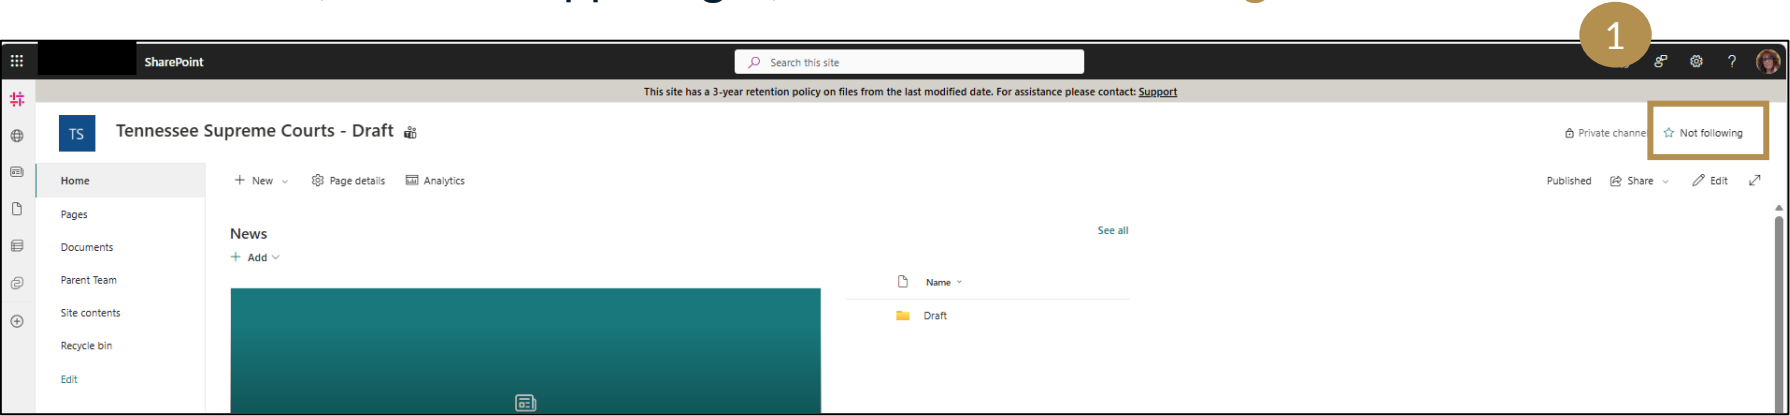 1
SharePoint
Search this site
?
This site has a 3-year retention policy on files from the last modified date. For assistance please contact: Support
TS
Tennessee Supreme Courts - Draft
Private channel
Not following
Home
+ New
Page details
Analytics
Published
Share
Edit
Pages
News
See all
Documents
+ Add
Parent Team
Name
Site contents
Draft
Recycle bin
Edit